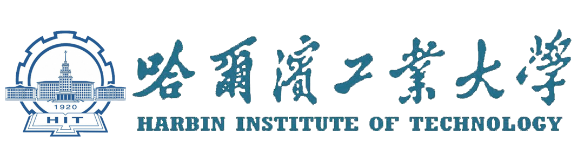 1920
HIT
哈爾濱工業大學
HARBIN INSTITUTE OF TECHNOLOGY